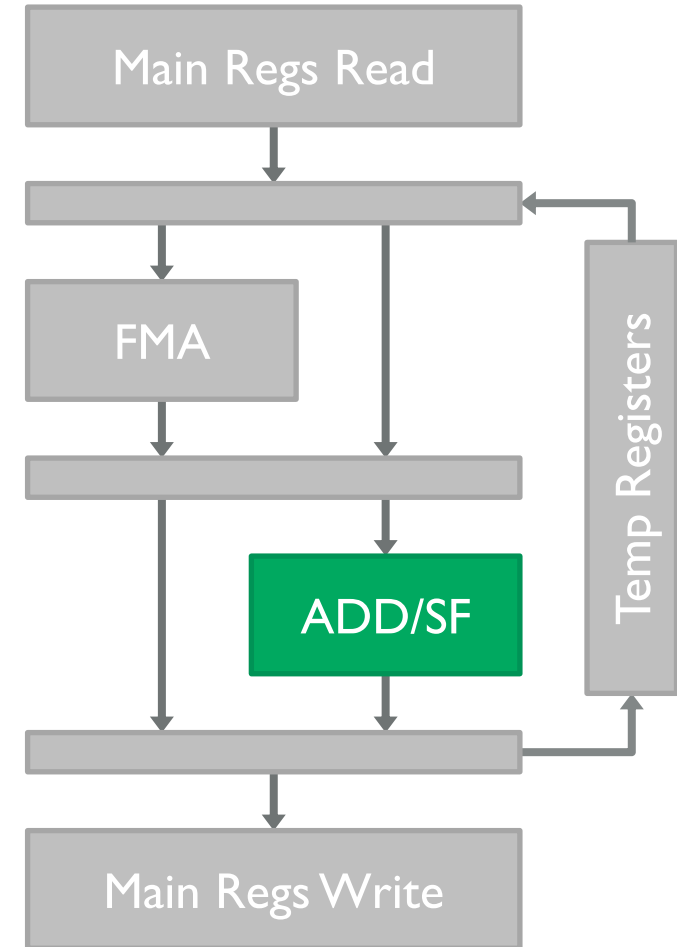 Main Regs Read
FMA
Temp Registers
ADD/SF
Main Regs Write